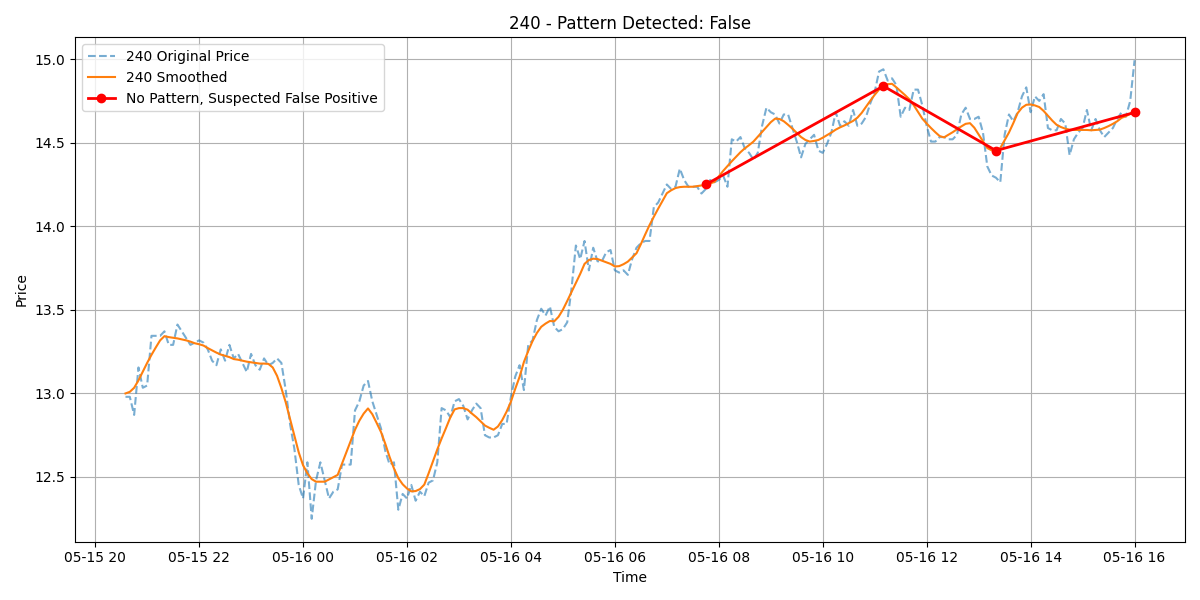 240 - Pattern Detected: False
240 Original Price
240 Smoothed
No Pattern, Suspected False Positive
15.0
14.5
14.0
13.5
13.0
12.5
Price
05-15 20 05-15 22 05-16 00 05-16 02 05-16 04 05-16 06 05-16 08 05-16 10 05-16 12 05-16 14 05-16 16
Time